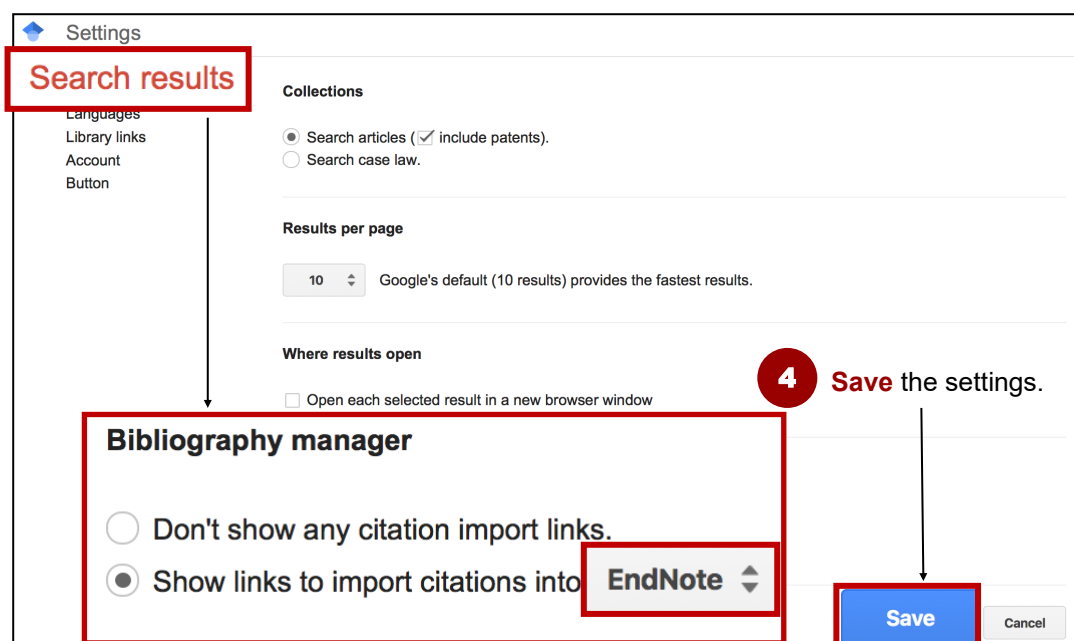 Settings
Search results
Languages
Library links
Account
Button
Collections
Search articles (include patents).
Search case law.
Results per page
10 Google's default (10 results) provides the fastest results.
Where results open
Open each selected result in a new browser window
4 Save the settings.
Bibliography manager
Don't show any citation import links.
Show links to import citations into EndNote
Save Cancel